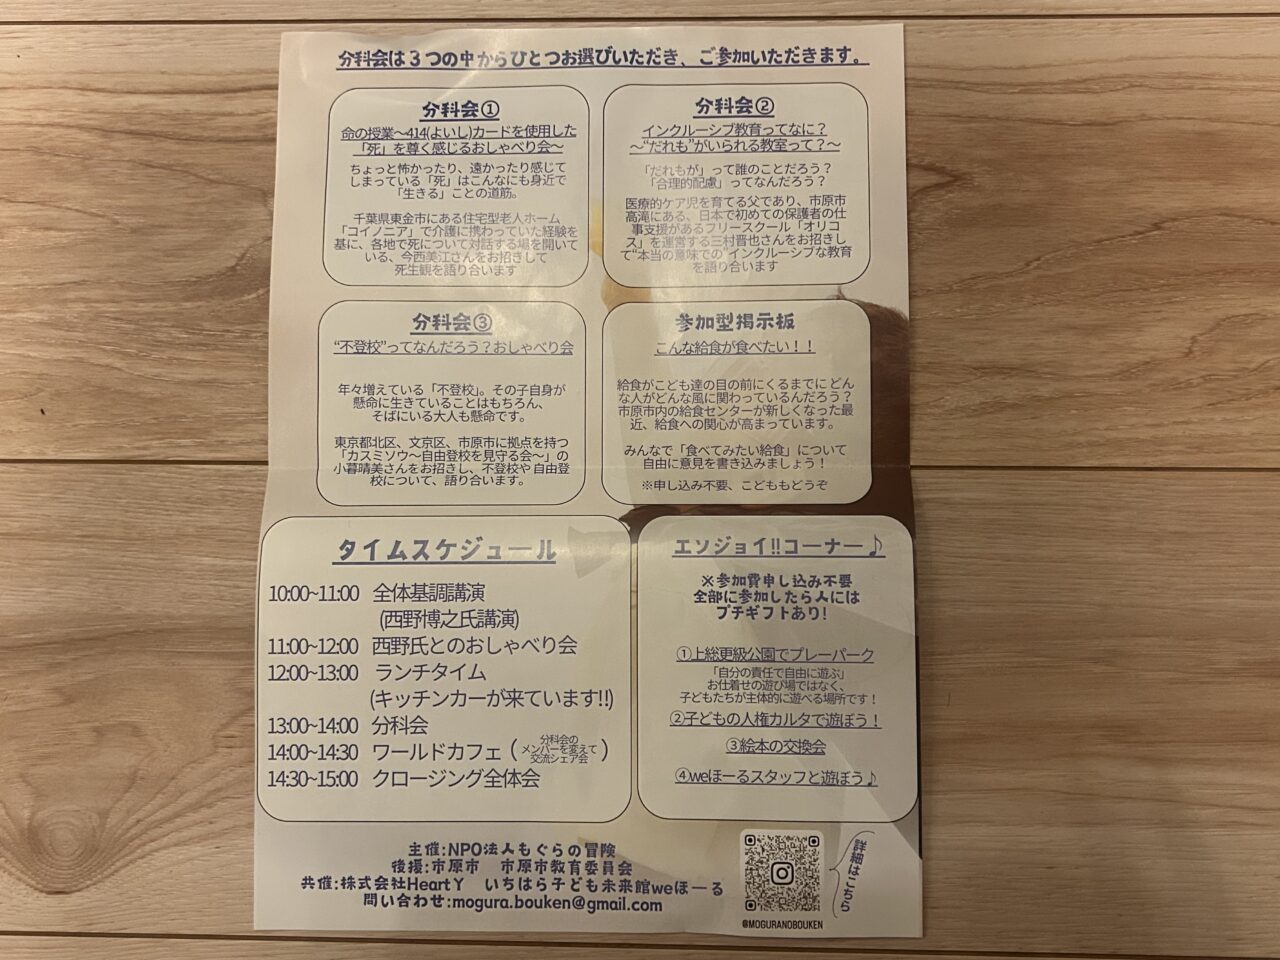 分科会は３つの中からひとつお選びいただき、ご参加いただきます。
分科会①
命の授業〜414(よいし)カードを使用した
「死」を尊く感じるおしゃべり会〜
ちょっと怖かったり、遠かったり感じて
しまっている「死」はこんなにも身近で
「生きる」ことの道筋。
千葉県東金市にある住宅型老人ホーム
「コイノニア」で介護に携わっていた経験を
基に、各地で死について対話する場を開いて
いる、今西美江さんをお招きして
死生観を語り合います
分科会②
インクルーシブ教育ってなに？
〜“だれも”がいられる教室って？〜
「だれもが」って誰のことだろう？
「合理的配慮」ってなんだろう？
医療的ケア児を育てる父であり、市原市
高滝にある、日本で初めての保護者の仕
事支援があるフリースクール「オリコ
ス」を運営する三村晋也さんをお招きし
て“本当の意味での”インクルーシブな教育
を語り合います
分科会③
“不登校”ってなんだろう？おしゃべり会
年々増えている「不登校」。その子自身が
懸命に生きていることはもちろん、
そばにいる大人も懸命です。
東京都北区、文京区、市原市に拠点を持つ
「カスミソウ〜自由登校を見守る会〜」の
小暮晴美さんをお招きし、不登校や自由登
校について、語り合います。
参加型掲示板
こんな給食が食べたい！！
給食がこども達の目の前にくるまでにどん
な人がどんな風に関わっているんだろう？
市原市内の給食センターが新しくなった最
近、給食への関心が高まっています。
みんなで「食べてみたい給食」について
自由に意見を書き込みましょう！
※申し込み不要、こどももどうぞ
タイムスケジュール
10:00~11:00 全体基調講演
(西野博之氏講演)
11:00~12:00 西野氏とのおしゃべり会
12:00~13:00 ランチタイム
(キッチンカーが来ています!!)
13:00~14:00 分科会
14:00~14:30 ワールドカフェ（分科会の
メンバーを変えて
交流シェア会）
14:30~15:00 クロージング全体会
エンジョイ!!コーナー♪
※参加費申し込み不要
全部に参加したら人には
プチギフトあり!
①上総更級公園でプレーパーク
「自分の責任で自由に遊ぶ」
お仕着せの遊び場ではなく、
子どもたちが主体的に遊べる場所です！
②子どもの人権カルタで遊ぼう！
③絵本の交換会
④weほーるスタッフと遊ぼう♪
主催:NPO法人もぐらの冒険
後援:市原市 市原市教育委員会
共催:株式会社HeartY いちはら子ども未来館weほーる
問い合わせ:mogura.bouken@gmail.com
詳細はこちら
@MOGURANOBOUKEN